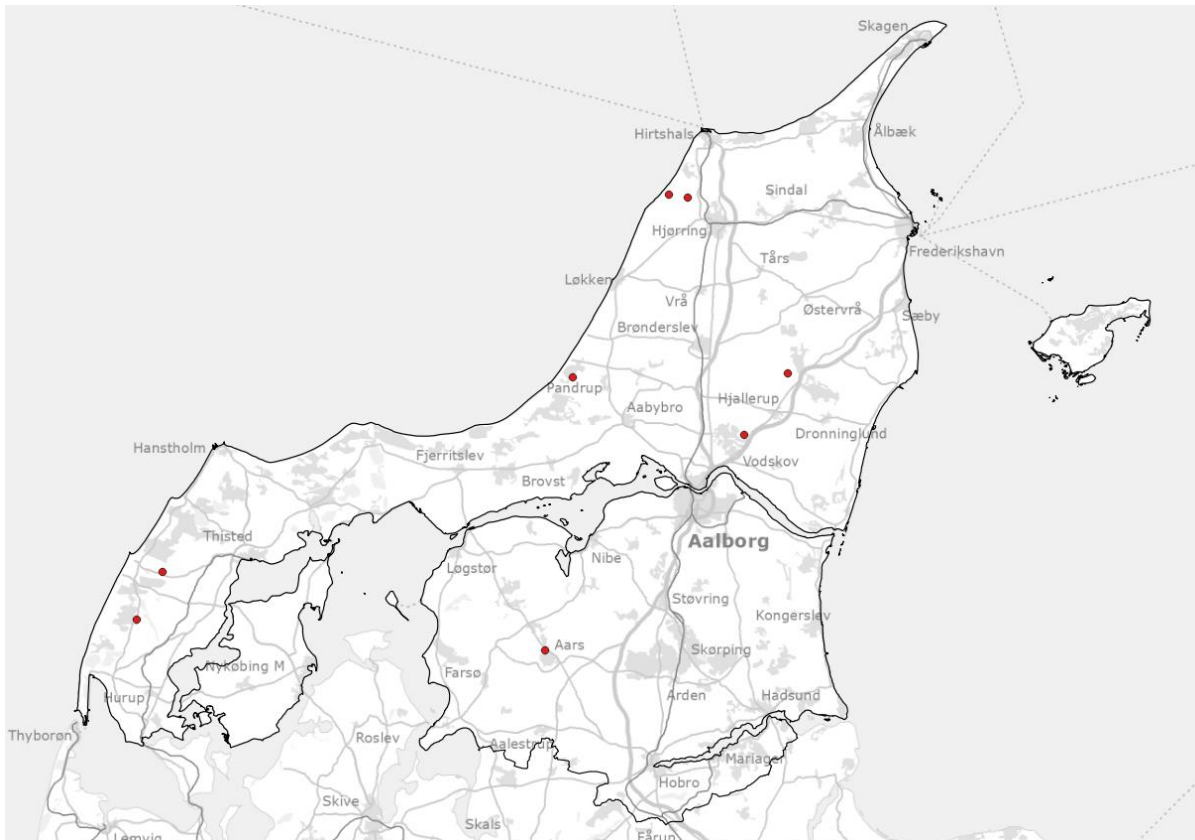 Skagen
Hirtshals
Ålbæk
Sindal
Hjørring
Frederikshavn
Tårs
Løkken
Vrå
Østervrå
Sæby
Brønderslev
Pandrup
Hjallerup
Aabybro
Dronninglund
Hanstholm
Fjerritslev
Vodskov
Brovst
Thisted
Aalborg
Nibe
Løgstør
Støvring
Kongerslev
Aars
Skørping
Nykøbing M
Farsø
Hurup
Arden
Hadsund
Thyborøn
Roslev
Aalestrup
Mariager
Hobro
Skive
Skals
Lemvig
Fårup